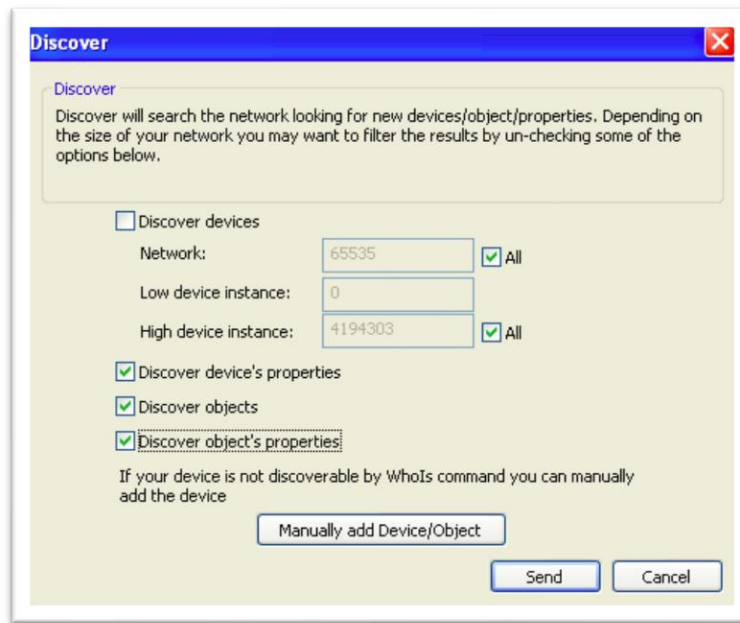 Discover
Discover
Discover will search the network looking for new devices/object/properties. Depending on
the size of your network you may want to filter the results by un-checking some of the
options below.
Discover devices
Network: 65535 All
Low device instance: 0
High device instance: 4194303 All
Discover device's properties
Discover objects
Discover object's properties
If your device is not discoverable by WhoIs command you can manually
add the device
Manually add Device/Object
Send Cancel